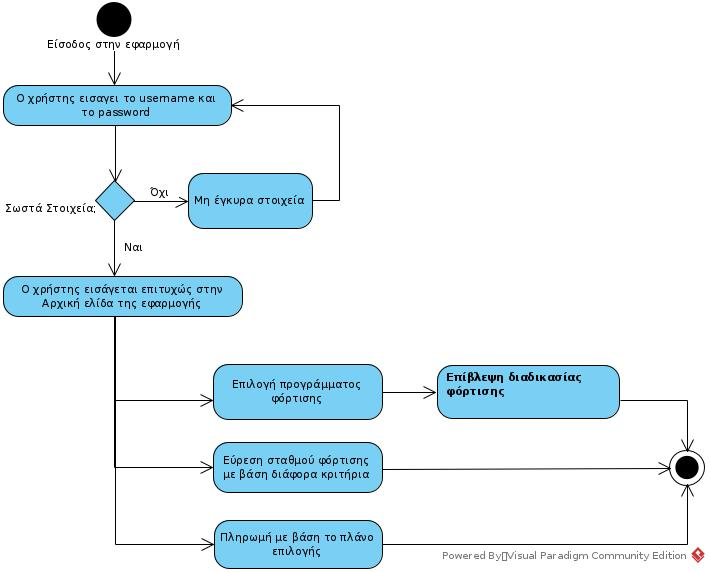 Είσοδος στην εφαρμογή
Ο χρήστης εισαγει το username και
το password
Όχι
Μη έγκυρα στοιχεία
Σωστά Στοιχεία;
Ναι
Ο χρήστης εισάγεται επιτυχώς στην
Αρχική ελίδα της εφαρμογής
Επιλογή προγράμματος
φόρτισης
Επίβλεψη διαδικασίας
φόρτισης
Εύρεση σταθμού φόρτισης
με βάση διάφορα κριτήρια
Πληρωμή με βάση το πλάνο
επιλογής
Powered By▯Visual Paradigm Community Edition